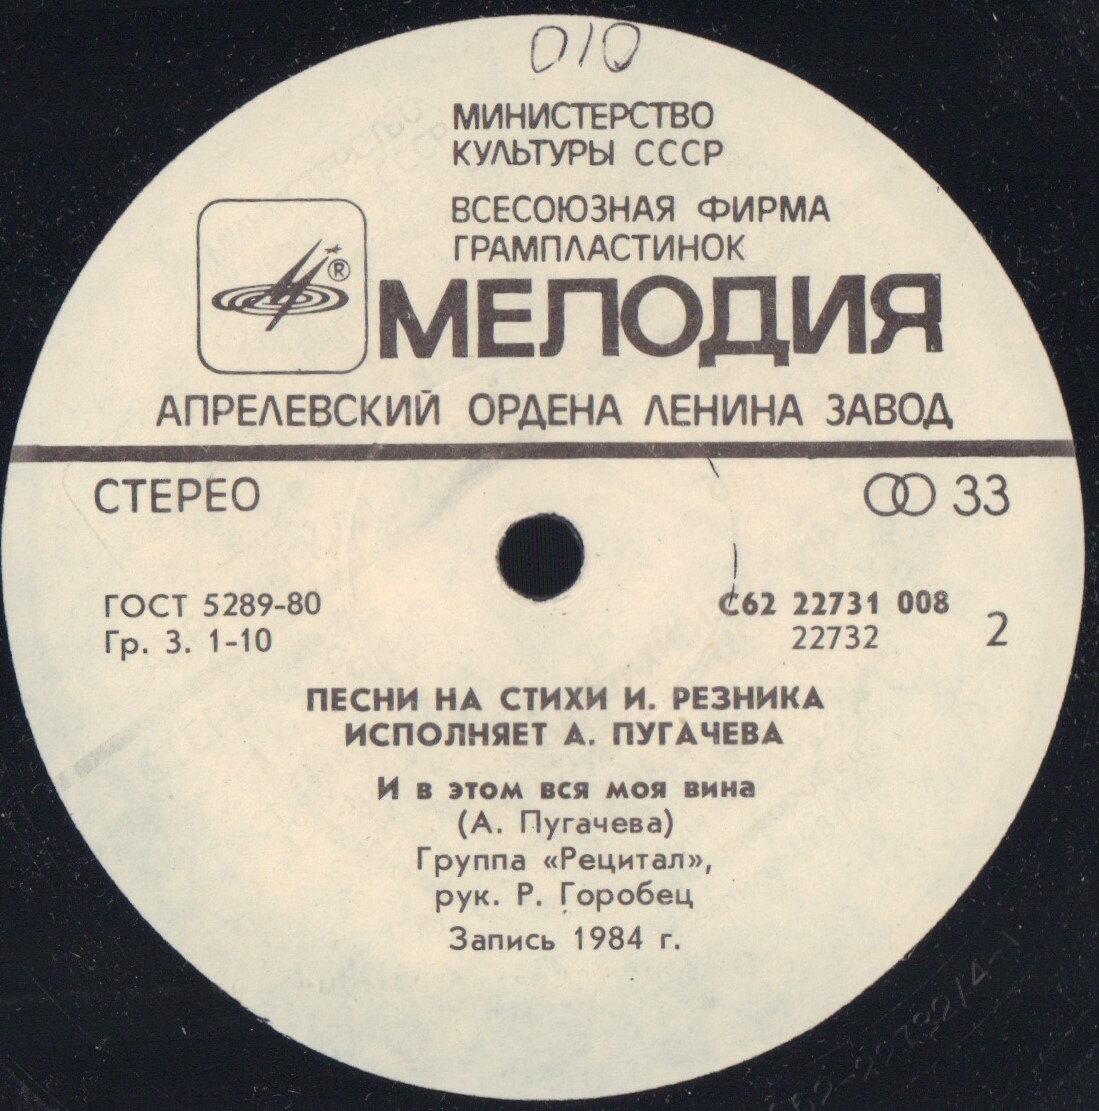 010
МИНИСТЕРСТВО
КУЛЬТУРЫ СССР
ВСЕСОЮЗНАЯ ФИРМА
ГРАМПЛАСТИНОК
®
МЕЛОДИЯ
АПРЕЛЕВСКИЙ ОРДЕНА ЛЕНИНА ЗАВОД
СТЕРЕО
33
ГОСТ 5289-80
Гр. 3. 1-10
С62 22731 008
22732
2
ПЕСНИ НА СТИХИ И. РЕЗНИКА
ИСПОЛНЯЕТ А. ПУГАЧЕВА
И в этом вся моя вина
(А. Пугачева)
Группа «Рецитал»,
рук. Р. Горобец
Запись 1984 г.